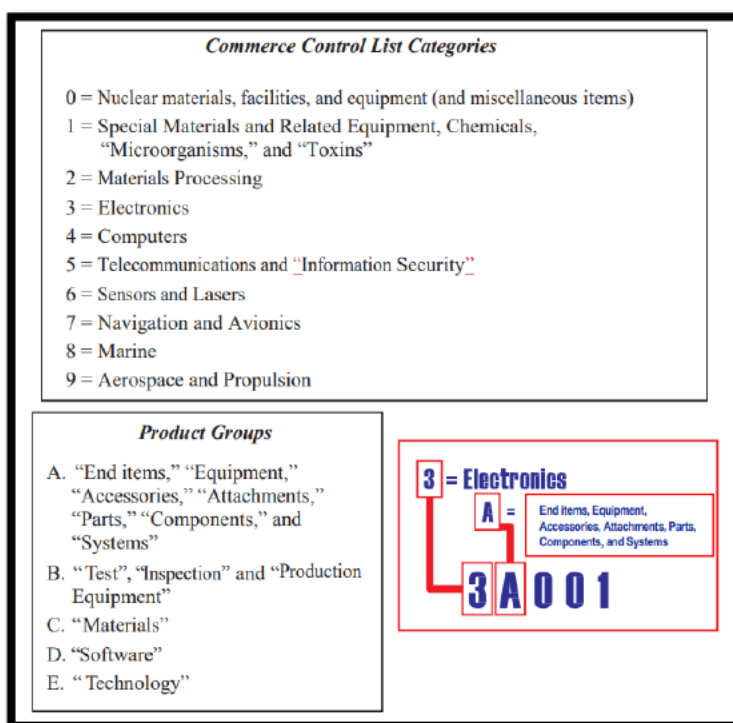 Commerce Control List Categories
0 = Nuclear materials, facilities, and equipment (and miscellaneous items)
1 = Special Materials and Related Equipment, Chemicals,
“Microorganisms,” and “Toxins”
2 = Materials Processing
3 = Electronics
4 = Computers
5 = Telecommunications and “Information Security”
6 = Sensors and Lasers
7 = Navigation and Avionics
8 = Marine
9 = Aerospace and Propulsion
Product Groups
A. “End items,” “Equipment,”
“Accessories,” “Attachments,”
“Parts,” “Components,” and
“Systems”
B. “Test”, “Inspection” and “Production
Equipment”
C. “Materials”
D. “Software”
E. “Technology”
3 = Electronics
A = End items, Equipment,
Accessories, Attachments, Parts,
Components, and Systems
3A001